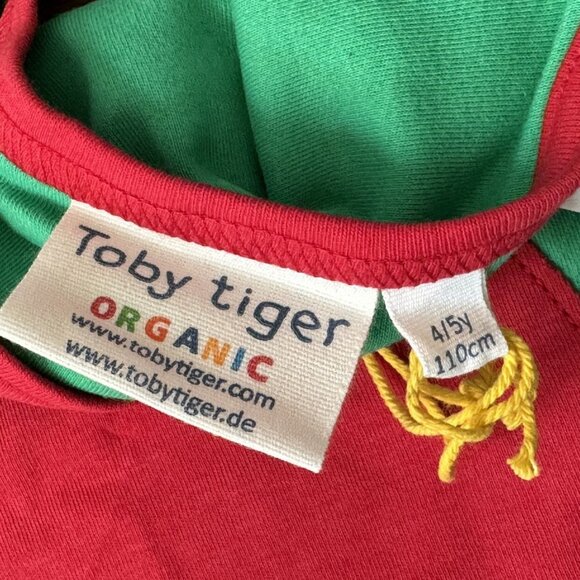 Toby tiger
ORGANIC
www.tobytiger.com
www.tobytiger.de
4/5y
110cm